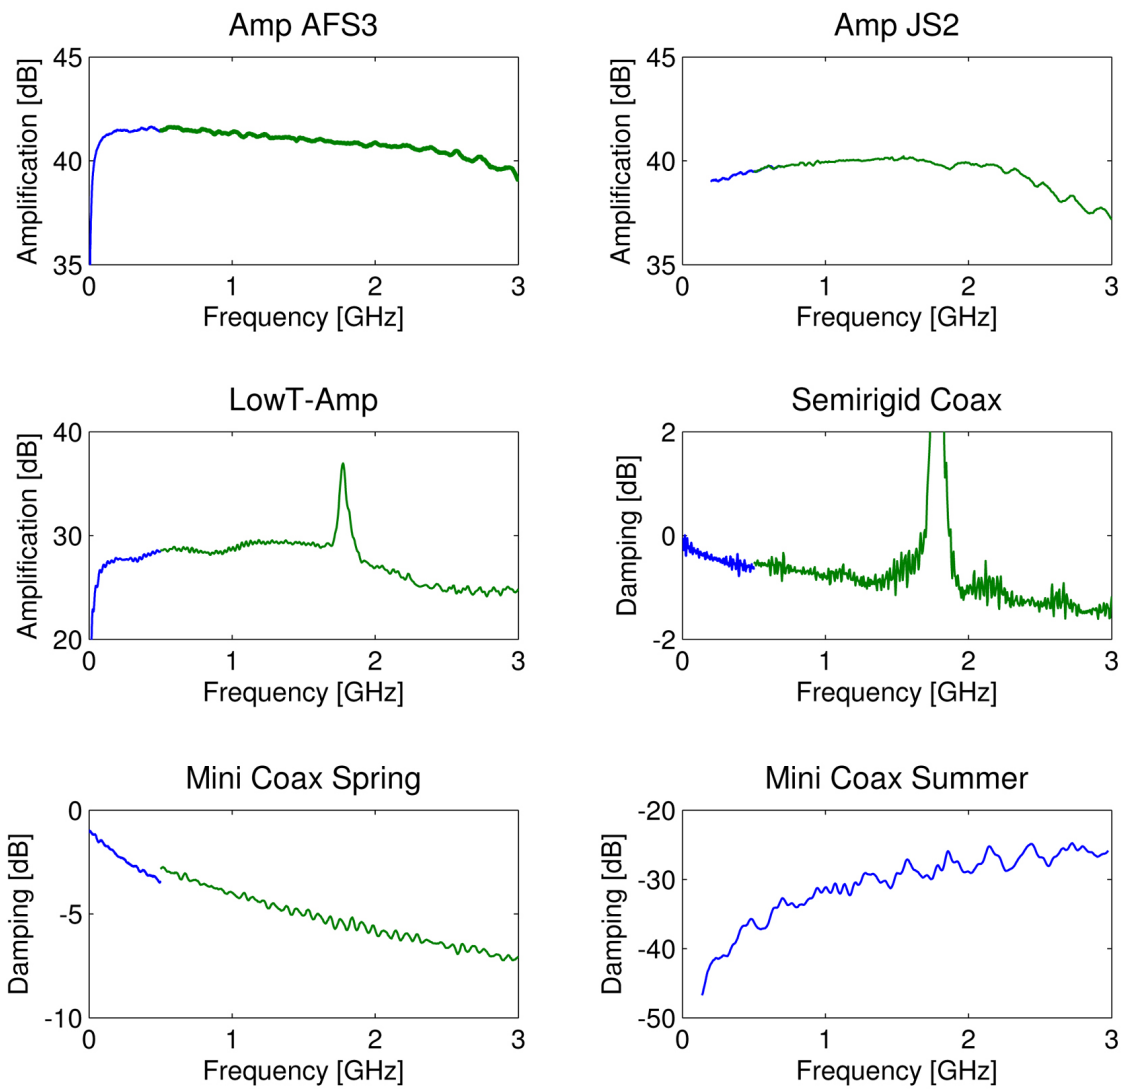 Amp AFS3
Amplification [dB]
45
40
35
0
1
2
3
Frequency [GHz]
Amp JS2
Amplification [dB]
45
40
35
0
1
2
3
Frequency [GHz]
LowT-Amp
Amplification [dB]
40
30
20
0
1
2
3
Frequency [GHz]
Semirigid Coax
Damping [dB]
2
0
-2
0
1
2
3
Frequency [GHz]
Mini Coax Spring
Damping [dB]
0
-5
-10
0
1
2
3
Frequency [GHz]
Mini Coax Summer
Damping [dB]
-20
-30
-40
-50
0
1
2
3
Frequency [GHz]